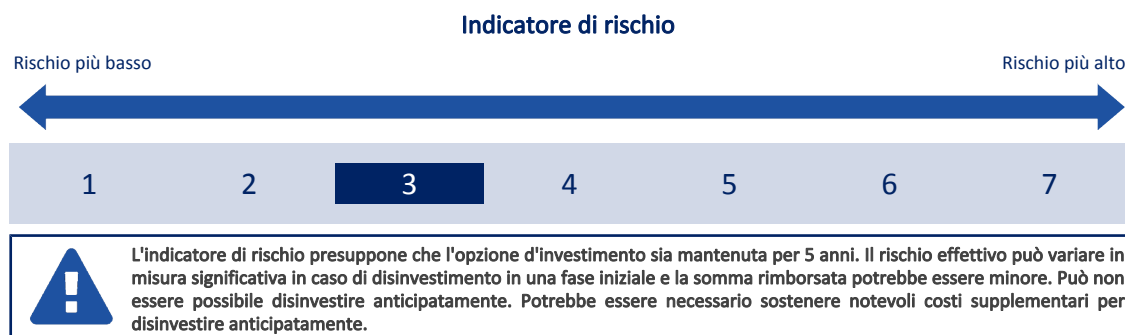 Indicatore di rischio
Rischio più basso
Rischio più alto
1 2 3 4 5 6 7
L'indicatore di rischio presuppone che l'opzione d'investimento sia mantenuta per 5 anni. Il rischio effettivo può variare in
misura significativa in caso di disinvestimento in una fase iniziale e la somma rimborsata potrebbe essere minore. Può non
essere possibile disinvestire anticipatamente. Potrebbe essere necessario sostenere notevoli costi supplementari per
disinvestire anticipatamente.